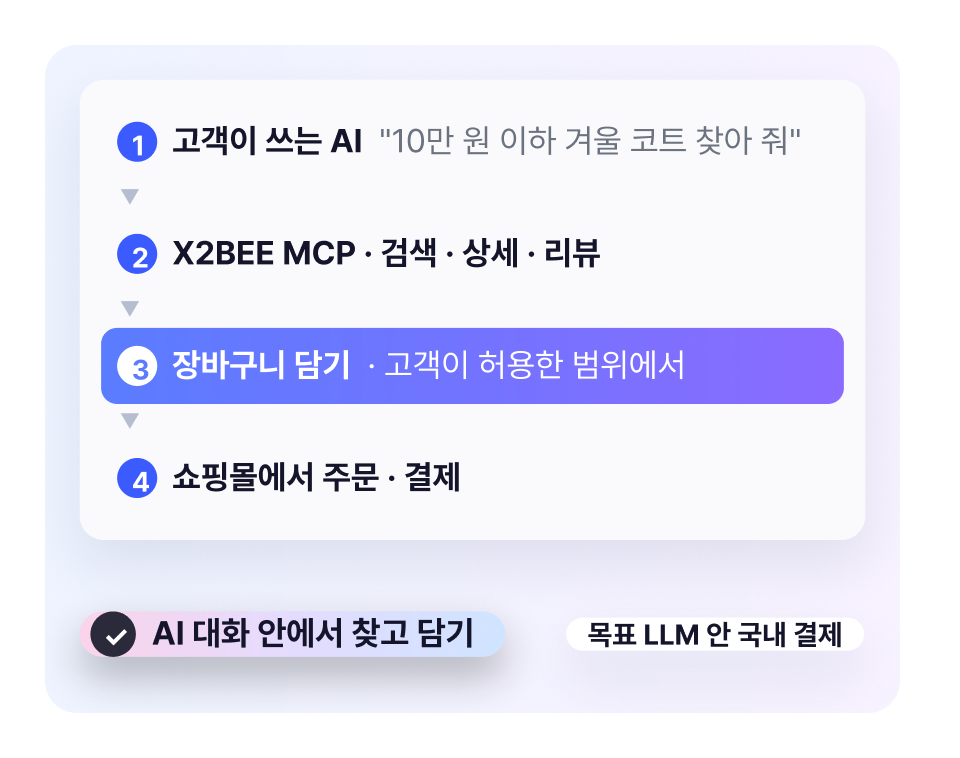 1 고객이 쓰는 AI "10만 원 이하 겨울 코트 찾아 줘"
2 X2BEE MCP · 검색 · 상세 · 리뷰
3 장바구니 담기 · 고객이 허용한 범위에서
4 쇼핑몰에서 주문 · 결제
AI 대화 안에서 찾고 담기
목표 LLM 안 국내 결제